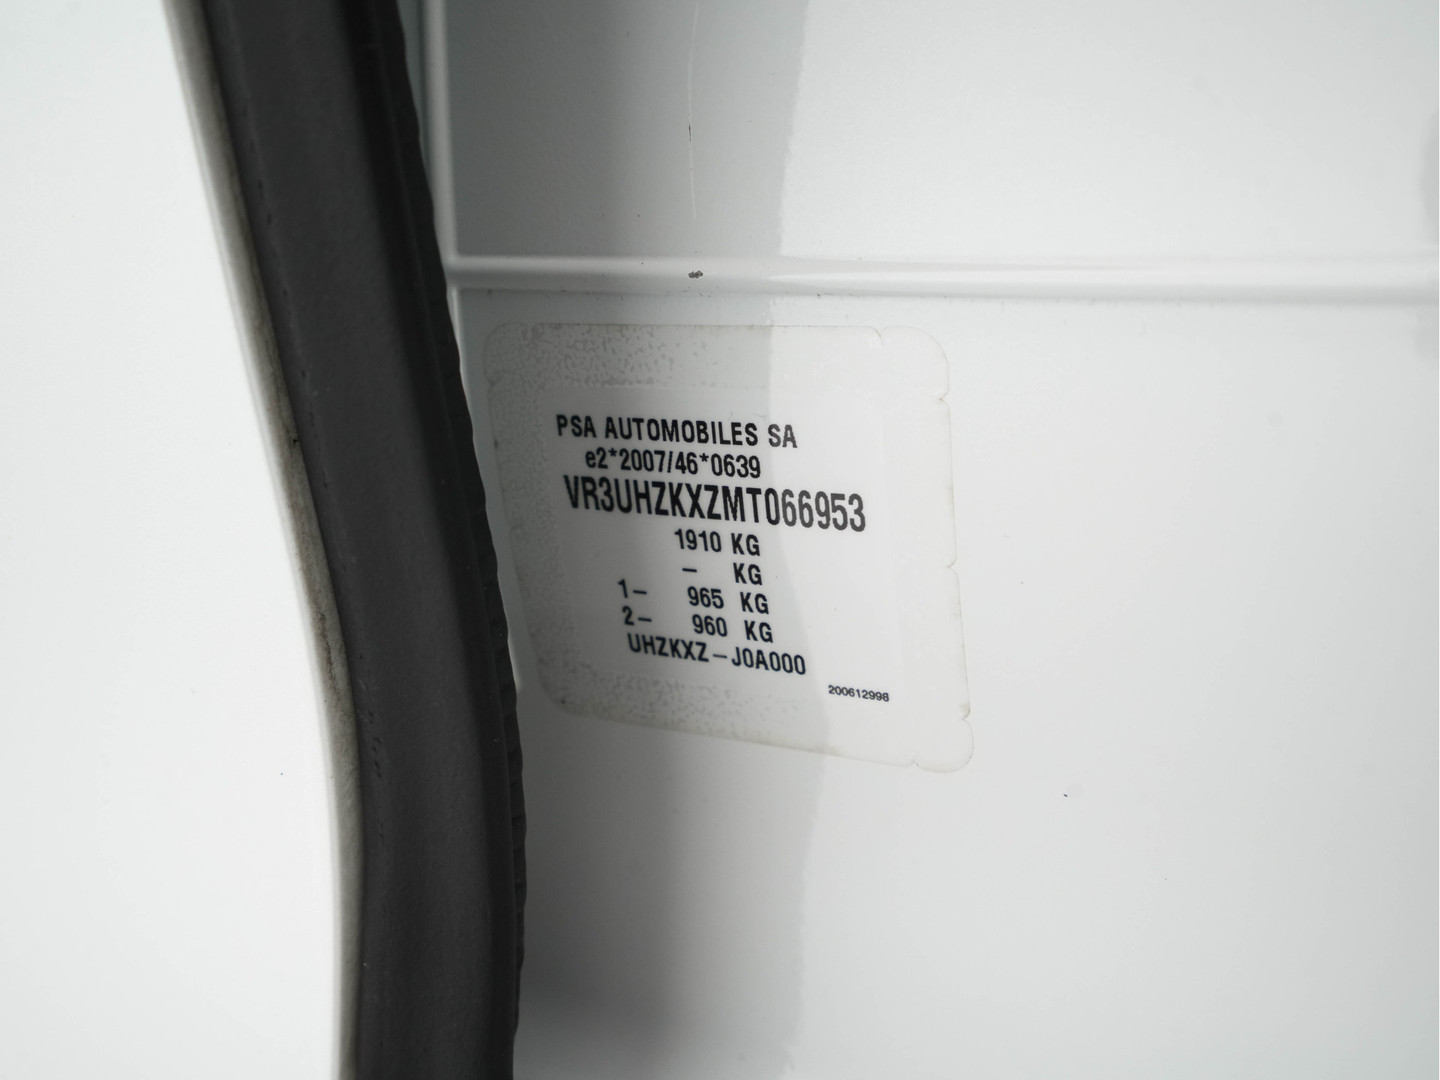 PSA AUTOMOBILES SA
e2*2007/46*0639
VR3UHZKXZMT066953
1910 KG
- KG
1- 965 KG
2- 960 KG
UHZKXZ-J0A000
200612998